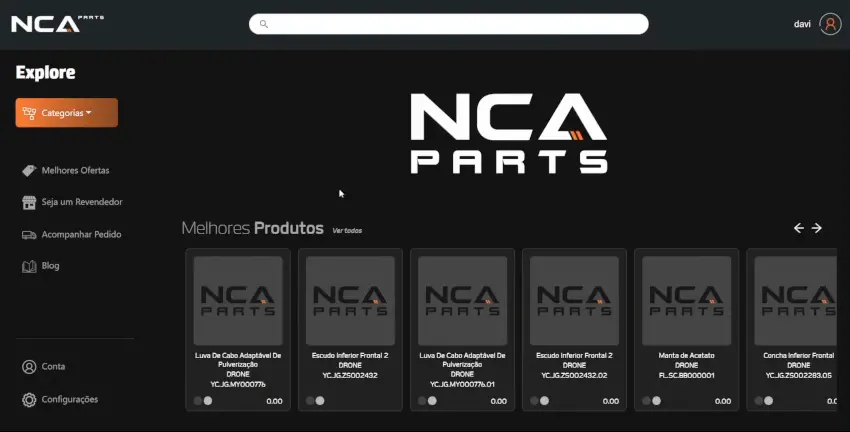 NCA PARTS
davi
Explore
Categorias
Melhores Ofertas
Seja um Revendedor
Acompanhar Pedido
Blog
Conta
Configurações
NCA
PARTS
Melhores Produtos Ver todos
NCA
PARTS
Luva De Cabo Adaptável De
Pulverização
DRONE
YC.JG.MY000776
0.00
NCA
PARTS
Escudo Inferior Frontal 2
DRONE
YC.JG.ZS002432
0.00
NCA
PARTS
Luva De Cabo Adaptável De
Pulverização
DRONE
YC.JG.MY000776.01
0.00
NCA
PARTS
Escudo Inferior Frontal 2
DRONE
YC.JG.ZS002432.02
0.00
NCA
PARTS
Manta de Acetato
DRONE
FL.SC.BB000001
0.00
NCA
PARTS
Concha Inferior Frontal
DRONE
YC.JG.ZS002283.05
0.00